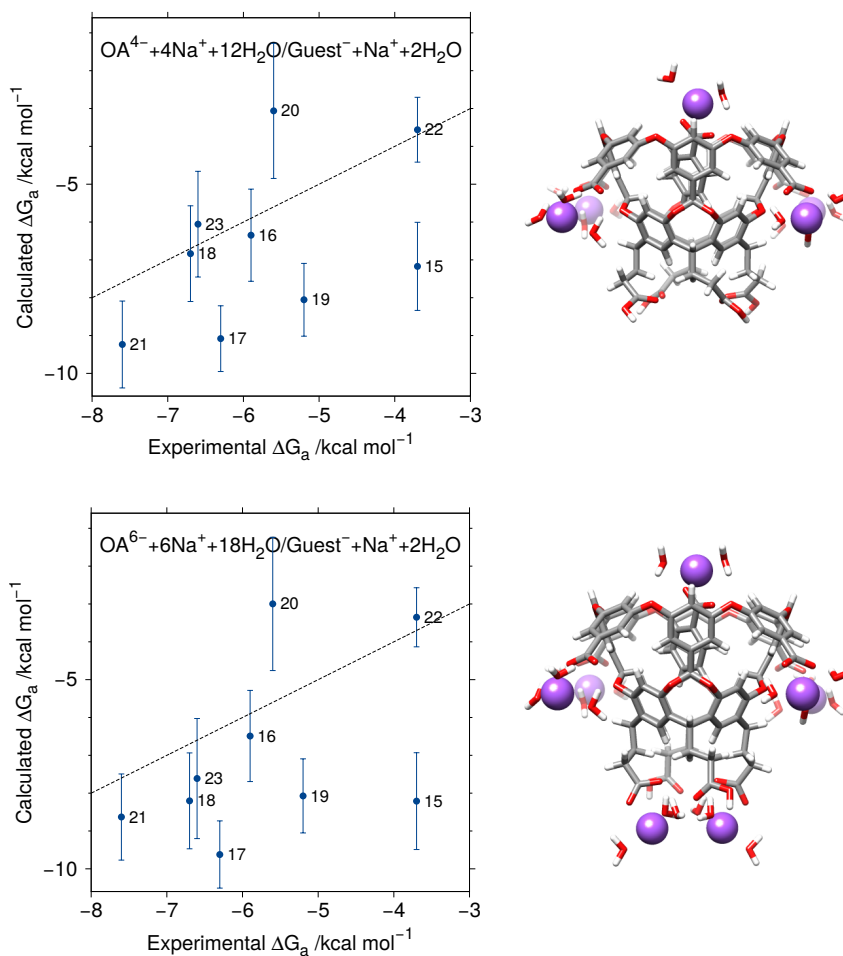 OA⁴⁻+4Na⁺+12H₂O/Guest⁻+Na⁺+2H₂O
20
22
23
16
18
15
19
17
21
−5
−10
Calculated ΔGₐ /kcal mol⁻¹
−8 −7 −6 −5 −4 −3
Experimental ΔGₐ /kcal mol⁻¹
OA⁶⁻+6Na⁺+18H₂O/Guest⁻+Na⁺+2H₂O
20
22
16
23
18
19
15
21
17
−5
−10
Calculated ΔGₐ /kcal mol⁻¹
−8 −7 −6 −5 −4 −3
Experimental ΔGₐ /kcal mol⁻¹